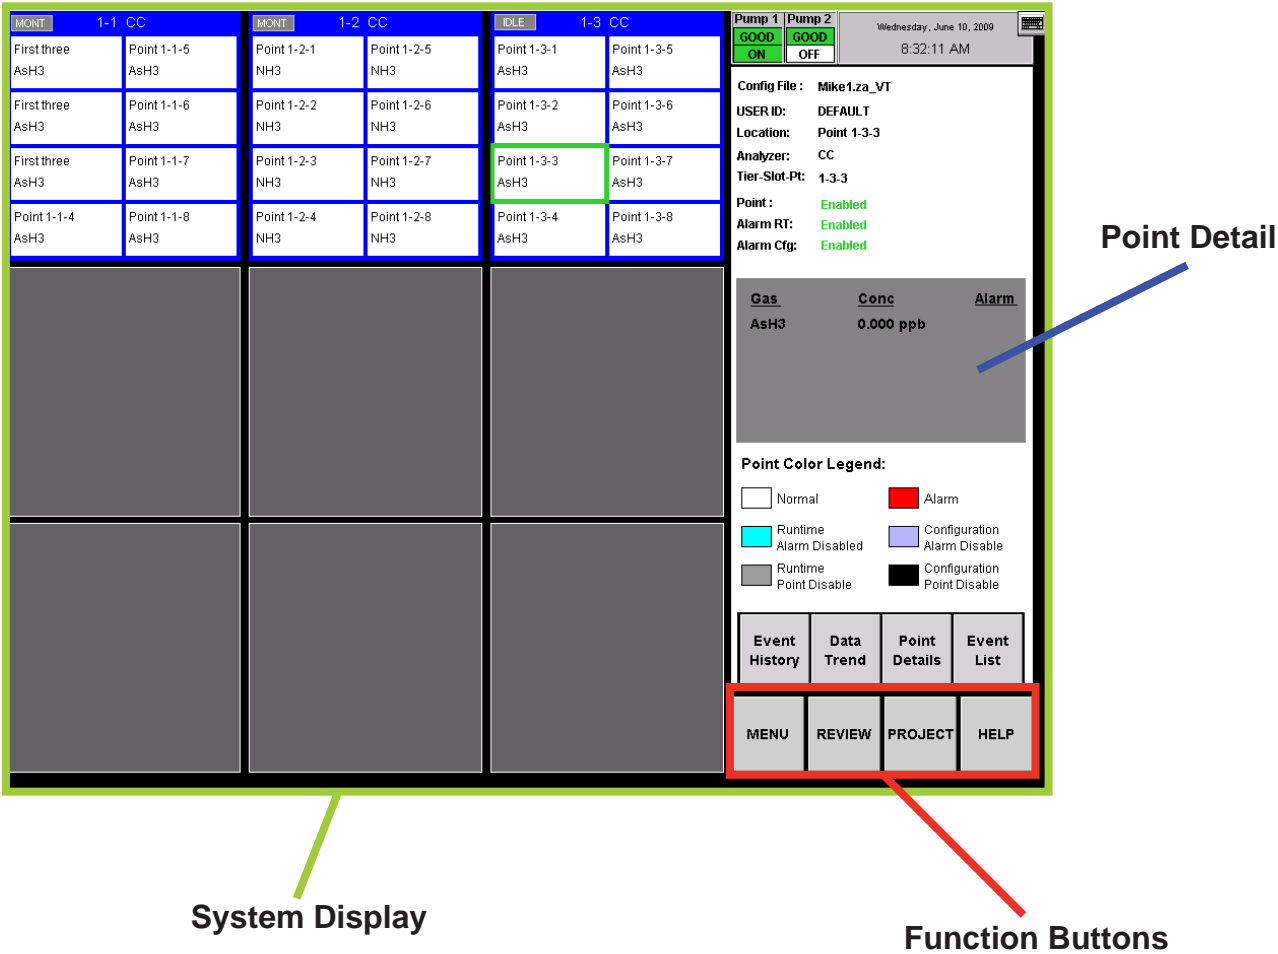 MONT 1-1 CC
First three Point 1-1-5
AsH3 AsH3
First three Point 1-1-6
AsH3 AsH3
First three Point 1-1-7
AsH3 AsH3
Point 1-1-4 Point 1-1-8
AsH3 AsH3
MONT 1-2 CC
Point 1-2-1 Point 1-2-5
NH3 NH3
Point 1-2-2 Point 1-2-6
NH3 NH3
Point 1-2-3 Point 1-2-7
NH3 NH3
Point 1-2-4 Point 1-2-8
NH3 NH3
IDLE 1-3 CC
Point 1-3-1 Point 1-3-5
AsH3 AsH3
Point 1-3-2 Point 1-3-6
AsH3 AsH3
Point 1-3-3 Point 1-3-7
AsH3 AsH3
Point 1-3-4 Point 1-3-8
AsH3 AsH3
Pump 1 Pump 2
GOOD GOOD
ON OFF
Wednesday, June 10, 2009
8:32:11 AM
Config File : Mike1.za_VT
USER ID: DEFAULT
Location: Point 1-3-3
Analyzer: CC
Tier-Slot-Pt: 1-3-3
Point : Enabled
Alarm RT: Enabled
Alarm Cfg: Enabled
Gas Conc Alarm
AsH3 0.000 ppb
Point Color Legend:
Normal Alarm
Runtime
Alarm Disabled
Configuration
Alarm Disable
Runtime
Point Disable
Configuration
Point Disable
Event
History
Data
Trend
Point
Details
Event
List
MENU REVIEW PROJECT HELP
Point Detail
System Display
Function Buttons